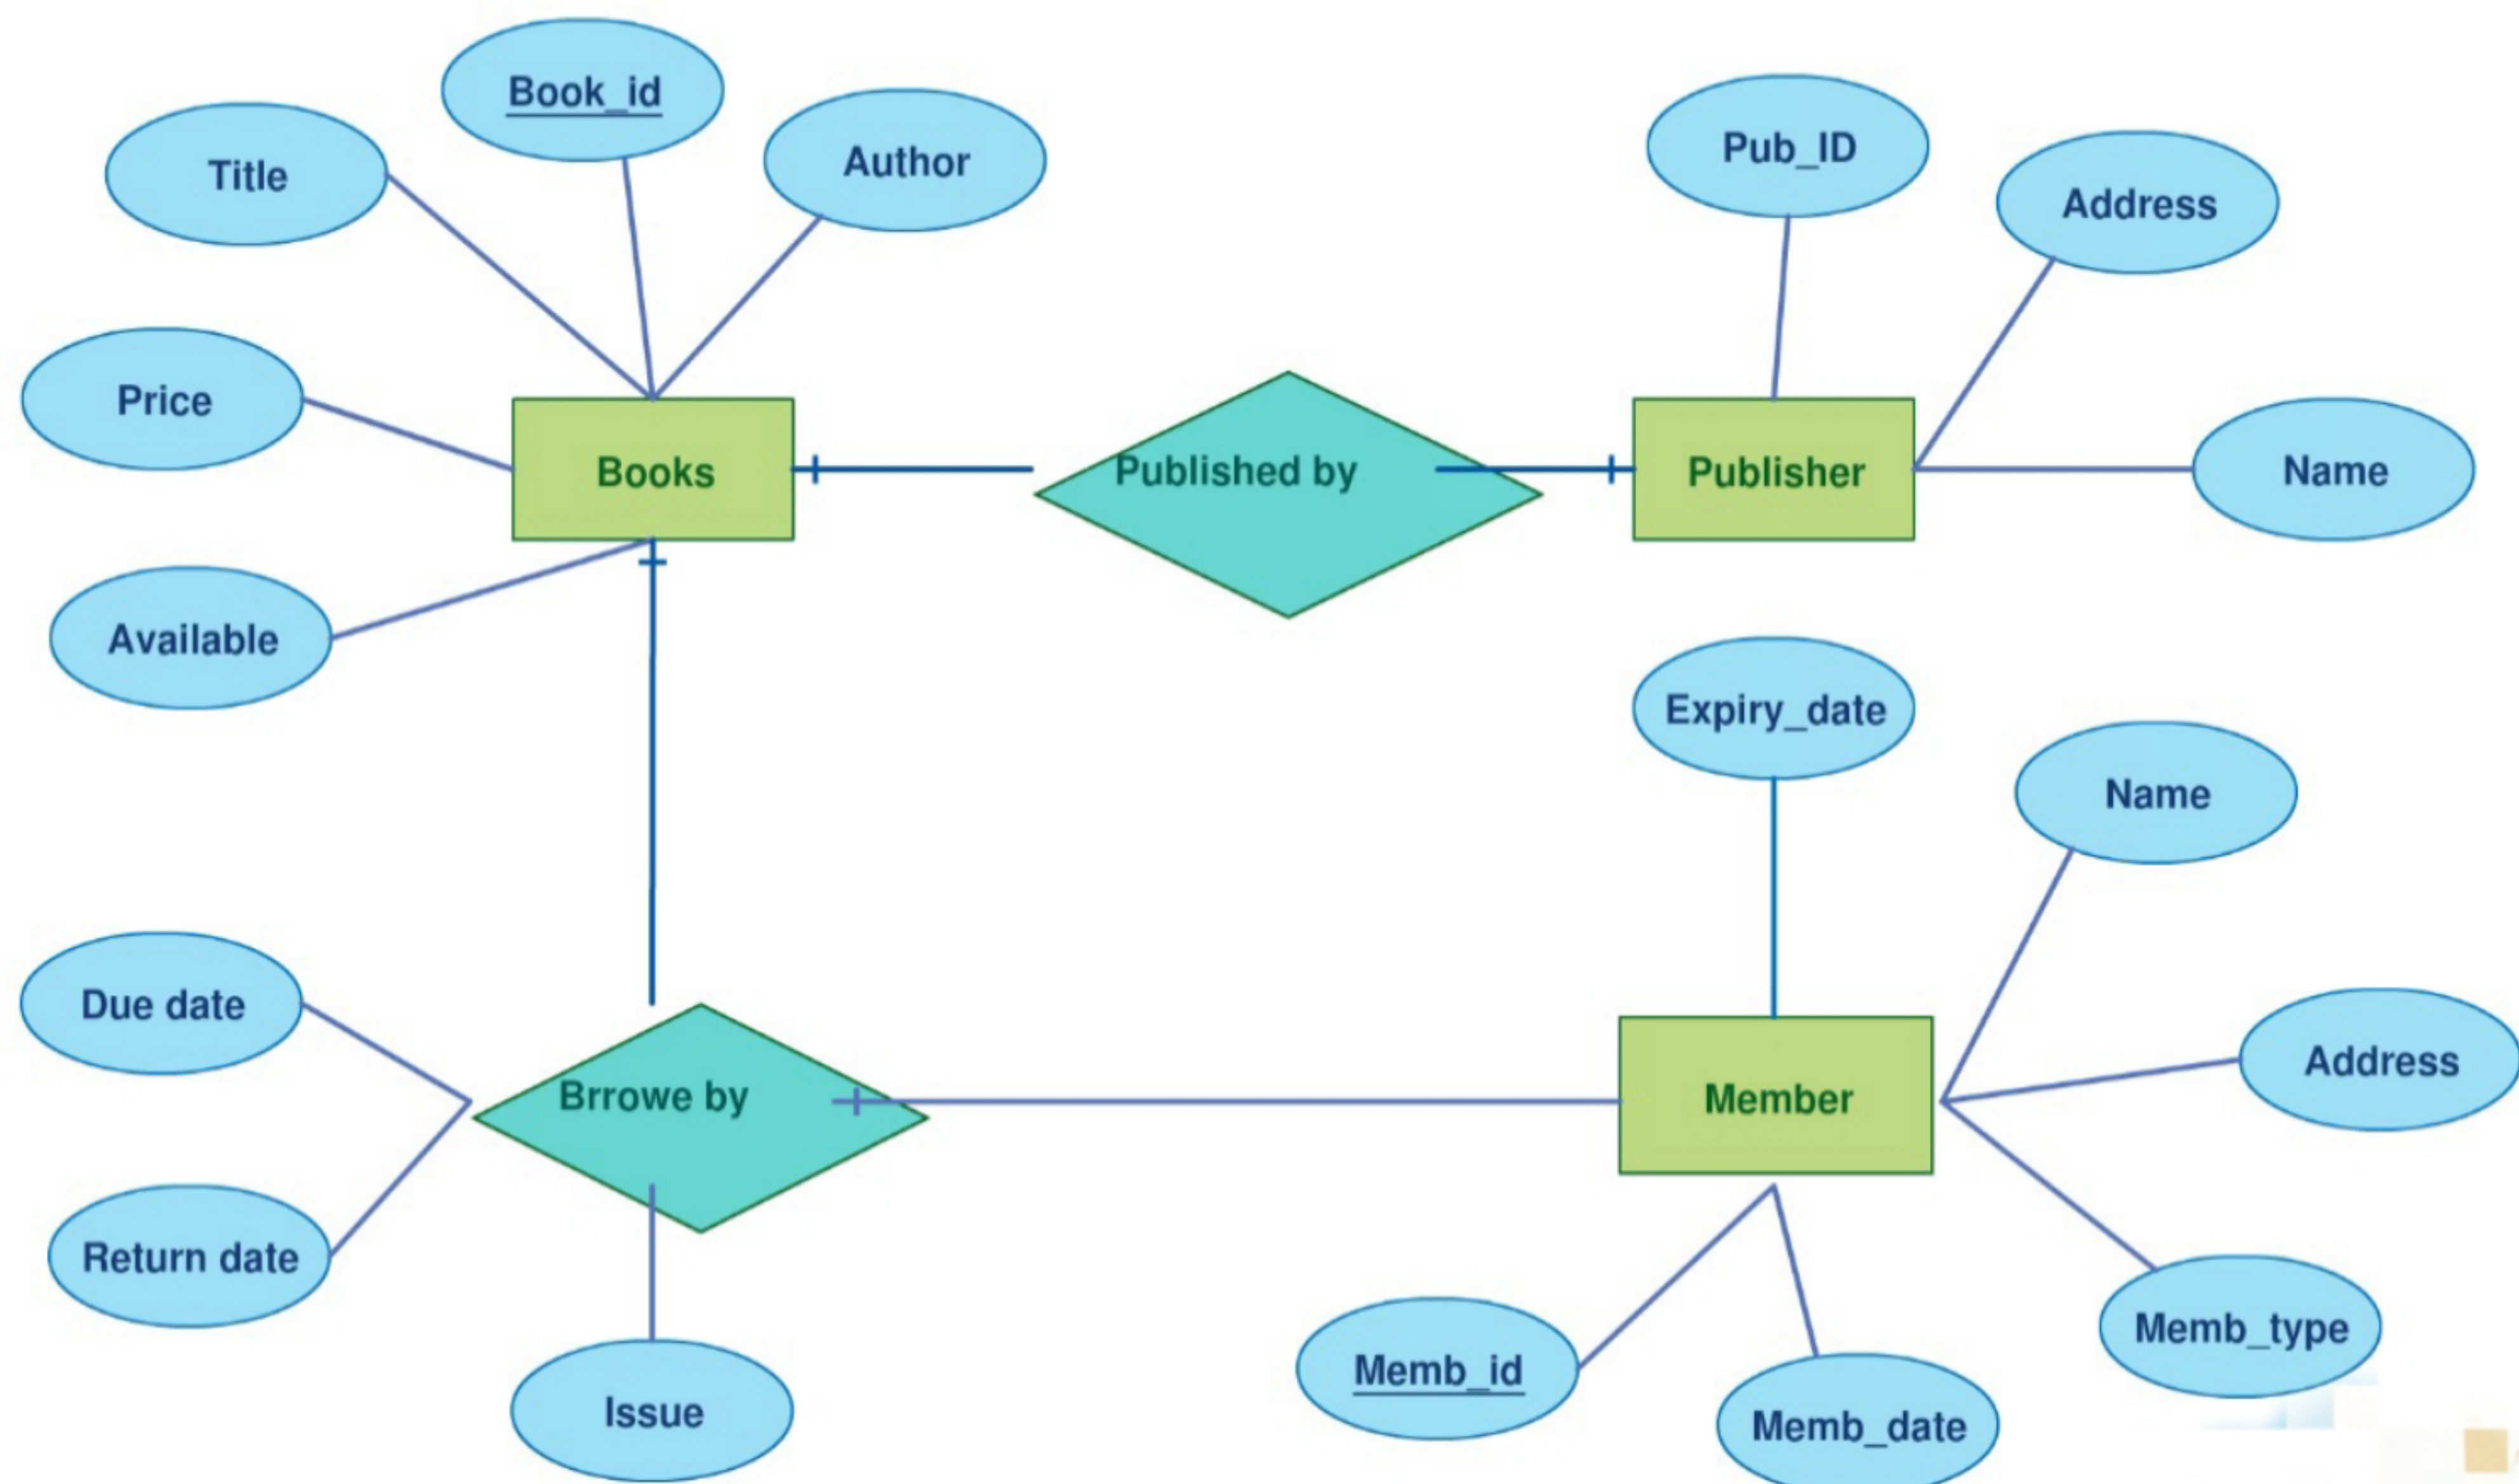 Book_id
Title
Author
Pub_ID
Address
Price
Books
Published by
Publisher
Name
Available
Expiry_date
Name
Due date
Brrowe by
Member
Address
Return date
Memb_id
Memb_type
Issue
Memb_date